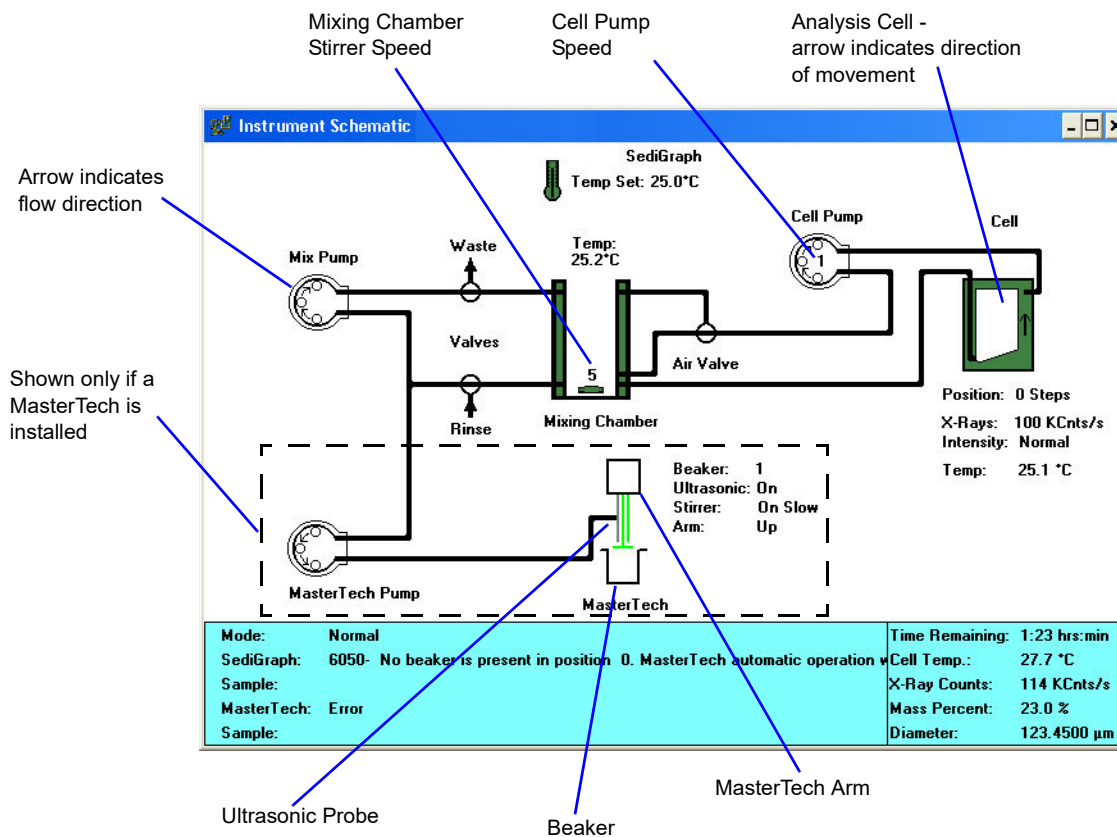 Mixing Chamber
Stirrer Speed
Cell Pump
Speed
Analysis Cell -
arrow indicates direction
of movement
Instrument Schematic
Arrow indicates
flow direction
SediGraph
Temp Set: 25.0°C
Mix Pump
Waste
Temp:
25.2°C
Cell Pump
1
Cell
Valves
Air Valve
Shown only if a
MasterTech is
installed
5
Rinse
Mixing Chamber
Position: 0 Steps
X-Rays: 100 KCnts/s
Intensity: Normal
Temp: 25.1 °C
Beaker: 1
Ultrasonic: On
Stirrer: On Slow
Arm: Up
MasterTech Pump
MasterTech
Mode: Normal
SediGraph: 6050- No beaker is present in position 0. MasterTech automatic operation
Sample:
MasterTech: Error
Sample:
Time Remaining: 1:23 hrs:min
Cell Temp.: 27.7 °C
X-Ray Counts: 114 KCnts/s
Mass Percent: 23.0 %
Diameter: 123.4500 µm
Ultrasonic Probe
Beaker
MasterTech Arm